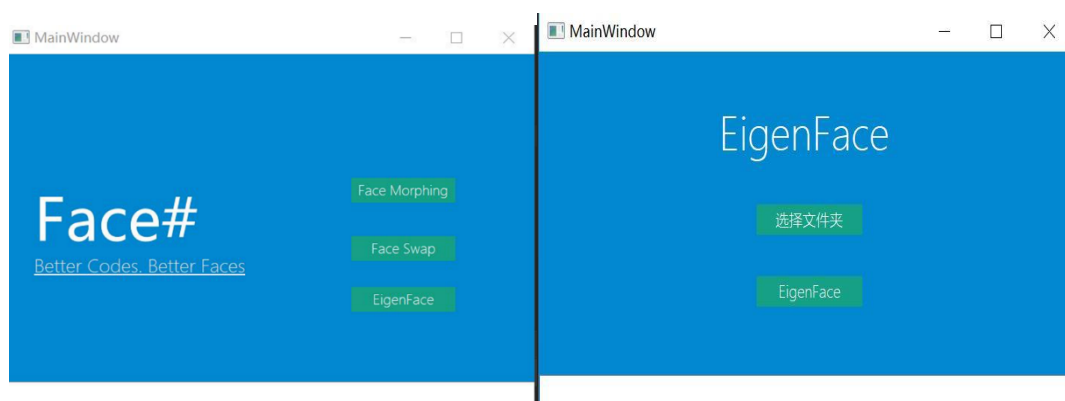 MainWindow
Face#
Better Codes. Better Faces
Face Morphing
Face Swap
EigenFace
MainWindow
EigenFace
选择文件夹
EigenFace